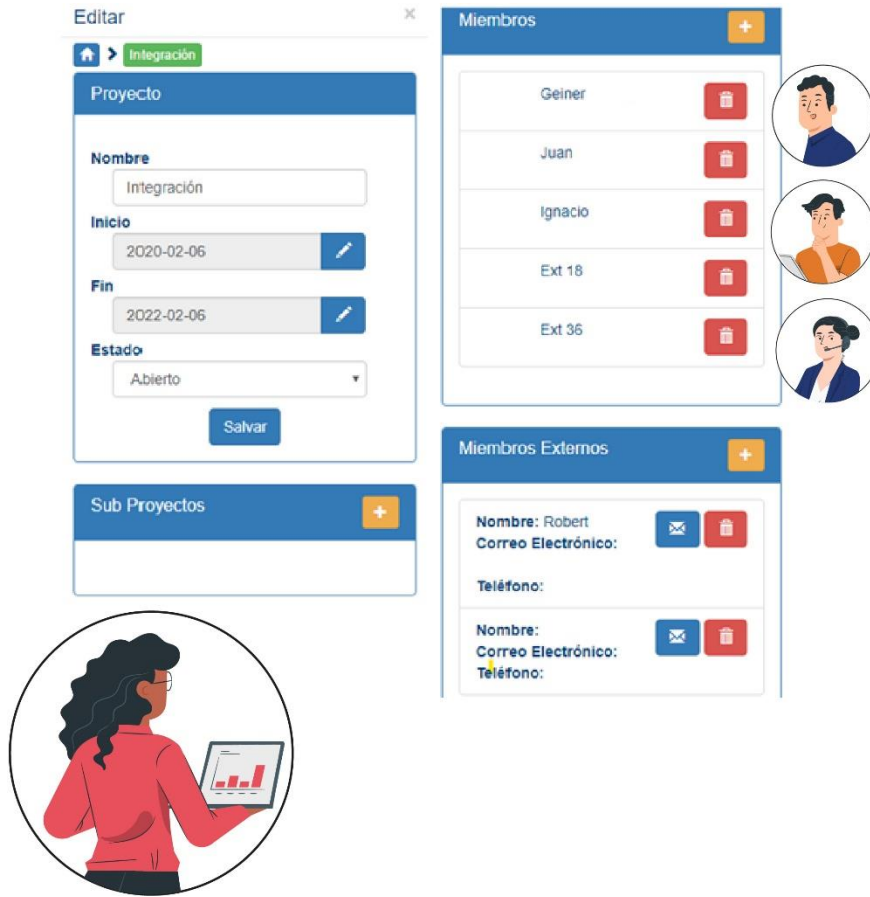 Editar
Integración
Proyecto
Nombre
Integración
Inicio
2020-02-06
Fin
2022-02-06
Estado
Abierto
Salvar
Sub Proyectos
Miembros
Geiner
Juan
Ignacio
Ext 18
Ext 36
Miembros Externos
Nombre: Robert
Correo Electrónico:
Teléfono:
Nombre:
Correo Electrónico:
Teléfono: